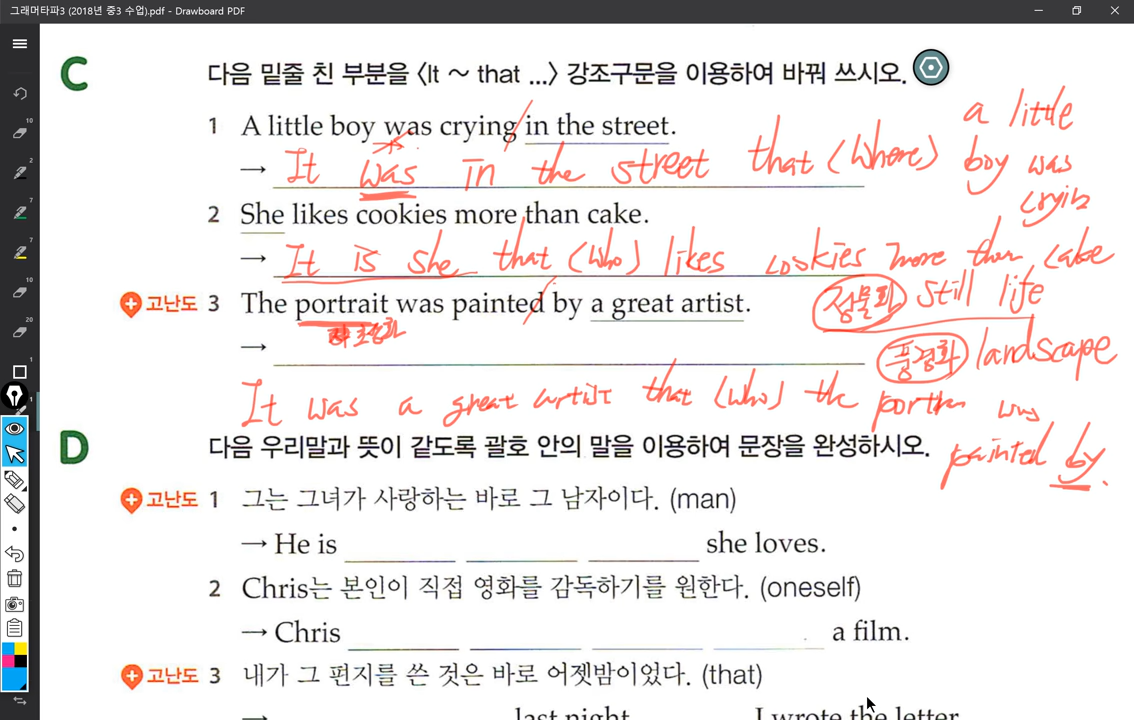 그래머타파3 (2018년 중3 수업).pdf - Drawboard PDF
C 다음 밑줄 친 부분을 〈It ~ that ...〉 강조구문을 이용하여 바꿔 쓰시오.
1 A little boy was crying in the street.
→ It was in the street that (where) a little boy was
2 She likes cookies more than cake.
→ It is she that (who) likes cookies more than cake
고난도 3 The portrait was painted by a great artist.
정물화 still life
→
풍경화 landscape
It was a great artist that (who) the was
painted by.
D 다음 우리말과 뜻이 같도록 괄호 안의 말을 이용하여 문장을 완성하시오.
고난도 1 그는 그녀가 사랑하는 바로 그 남자이다. (man)
→ He is she loves.
2 Chris는 본인이 직접 영화를 감독하기를 원한다. (oneself)
→ Chris a film.
고난도 3 내가 그 편지를 쓴 것은 바로 어젯밤이었다. (that)
→ last night I wrote the letter